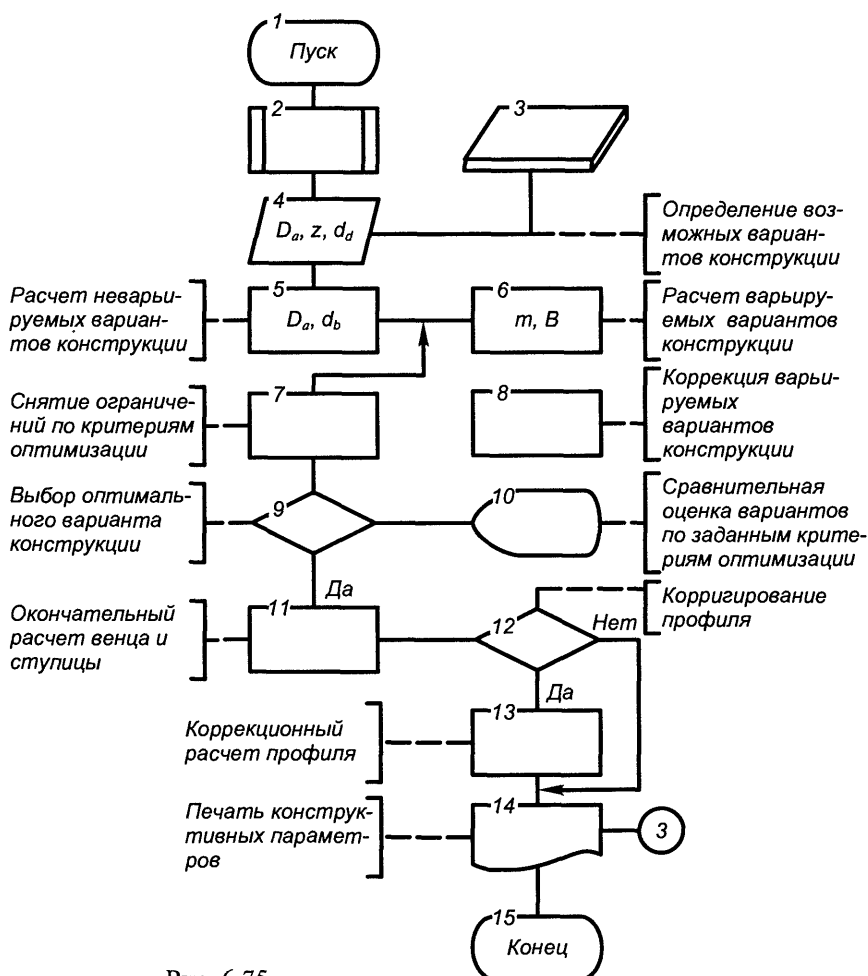 1
Пуск
2
3
4
Dₐ, z, d_d
Определение воз-
можных вариан-
тов конструкции
Расчет неварьи-
руемых вариан-
тов конструкции
5
Dₐ, d_b
6
m, B
Расчет варьиру-
емых вариантов
конструкции
Снятие ограниче-
ний по критериям
оптимизации
7
8
Коррекция варьи-
руемых
вариантов
конструкции
Выбор оптималь-
ного варианта
конструкции
9
10
Сравнительная
оценка вариантов
по заданным крите-
риям оптимизации
Да
Окончательный
расчет венца и
ступицы
11
12
Нет
Корригирование
профиля
Да
Коррекционный
расчет профиля
13
Печать конструк-
тивных парамет-
ров
14
3
15
Конец
Рис. 6.75